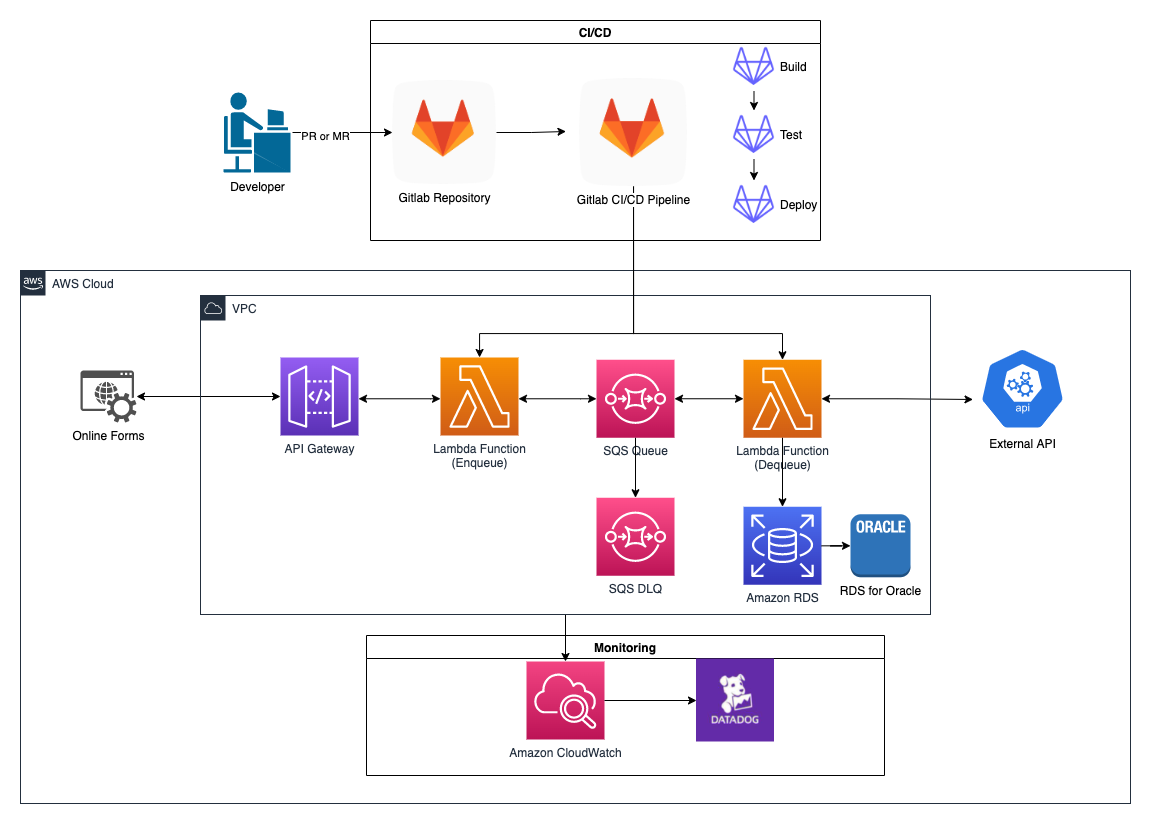 CI/CD
Build
PR or MR
Test
Developer
Gitlab Repository
Gitlab CI/CD Pipeline
Deploy
aws
AWS Cloud
VPC
Online Forms
API Gateway
Lambda Function
(Enqueue)
SQS Queue
Lambda Function
(Dequeue)
api
External API
SQS DLQ
Amazon RDS
ORACLE
RDS for Oracle
Monitoring
Amazon CloudWatch
DATADOG